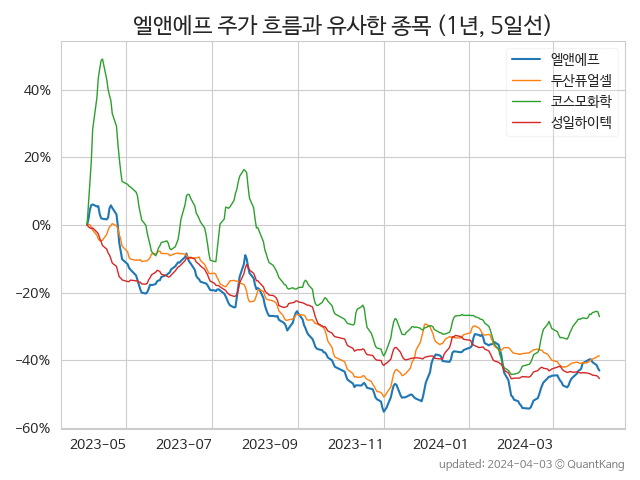 엘앤에프 주가 흐름과 유사한 종목 (1년, 5일선)
엘앤에프
두산퓨얼셀
코스모화학
성일하이텍
40%
20%
0%
−20%
−40%
−60%
2023-05 2023-07 2023-09 2023-11 2024-01 2024-03
updated: 2024-04-03 © QuantKang